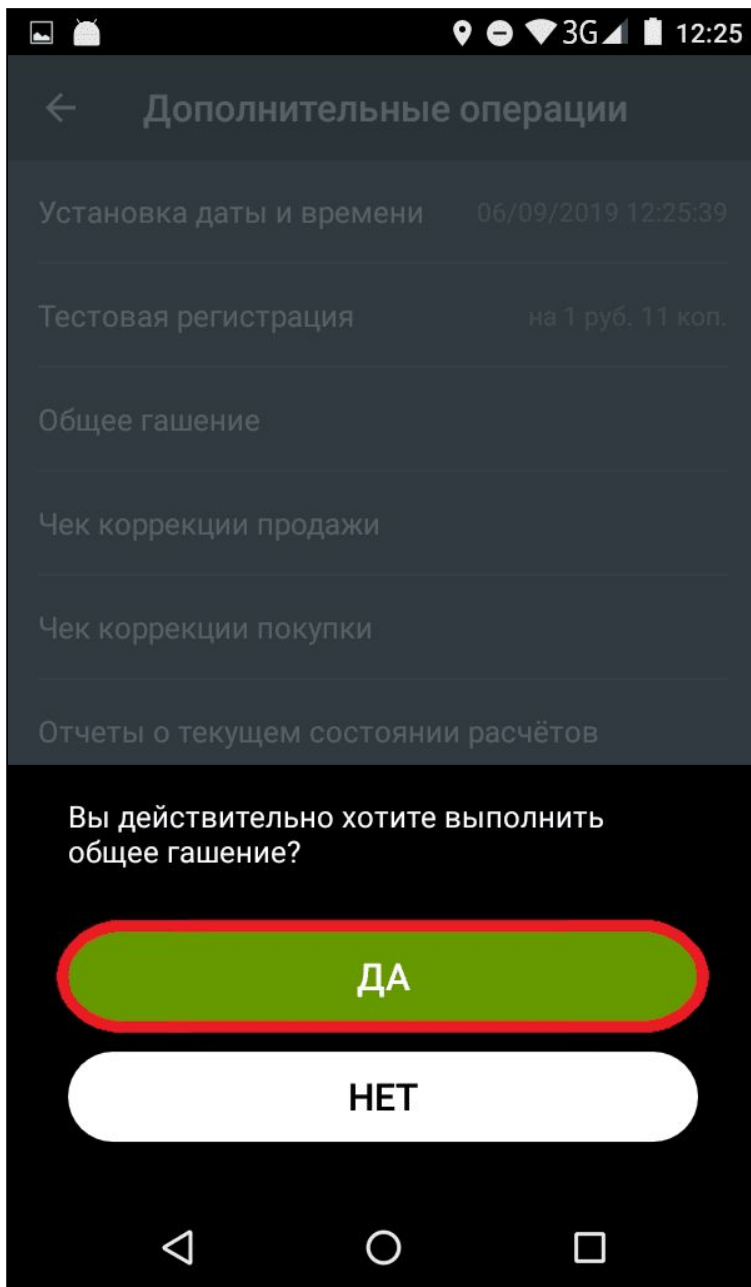 3G 12:25
Дополнительные операции
Установка даты и времени 06/09/2019 12:25:39
Тестовая регистрация на 1 руб. 11 коп.
Общее гашение
Чек коррекции продажи
Чек коррекции покупки
Отчеты о текущем состоянии расчётов
Вы действительно хотите выполнить
общее гашение?
ДА
НЕТ